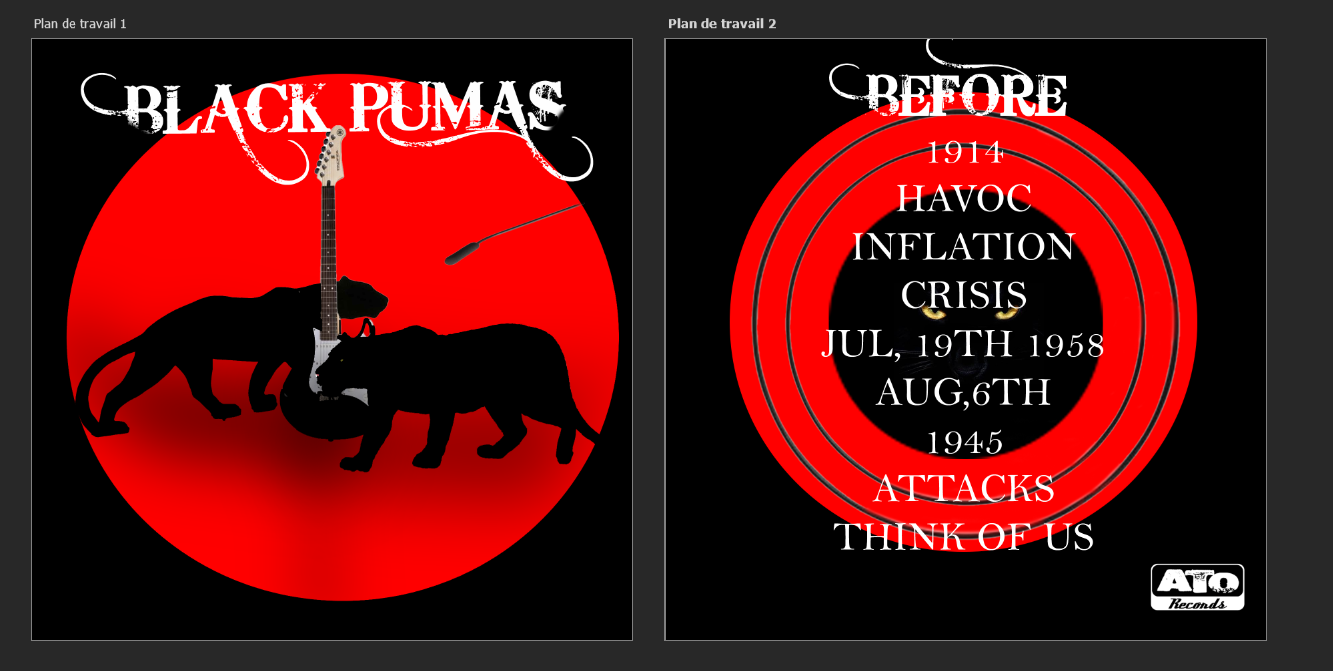 Plan de travail 1
BLACK PUMAS
Plan de travail 2
BEFORE
1914
HAVOC
INFLATION
CRISIS
JUL, 19TH 1958
AUG,6TH
1945
ATTACKS
THINK OF US
ATO
Records